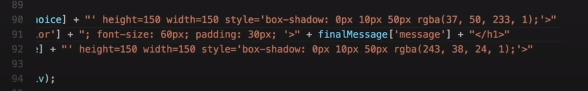 89
90 hoice] + "' height=150 width=150 style='box-shadow: 0px 10px 50px rgba(37, 50, 233, 1);'>"
91 .or'] + "; font-size: 60px; padding: 30px; '>" + finalMessage['message'] + "</h1>"
92 e] + "' height=150 width=150 style='box-shadow: 0px 10px 50px rgba(243, 38, 24, 1);'>"
93
94 .v);
95